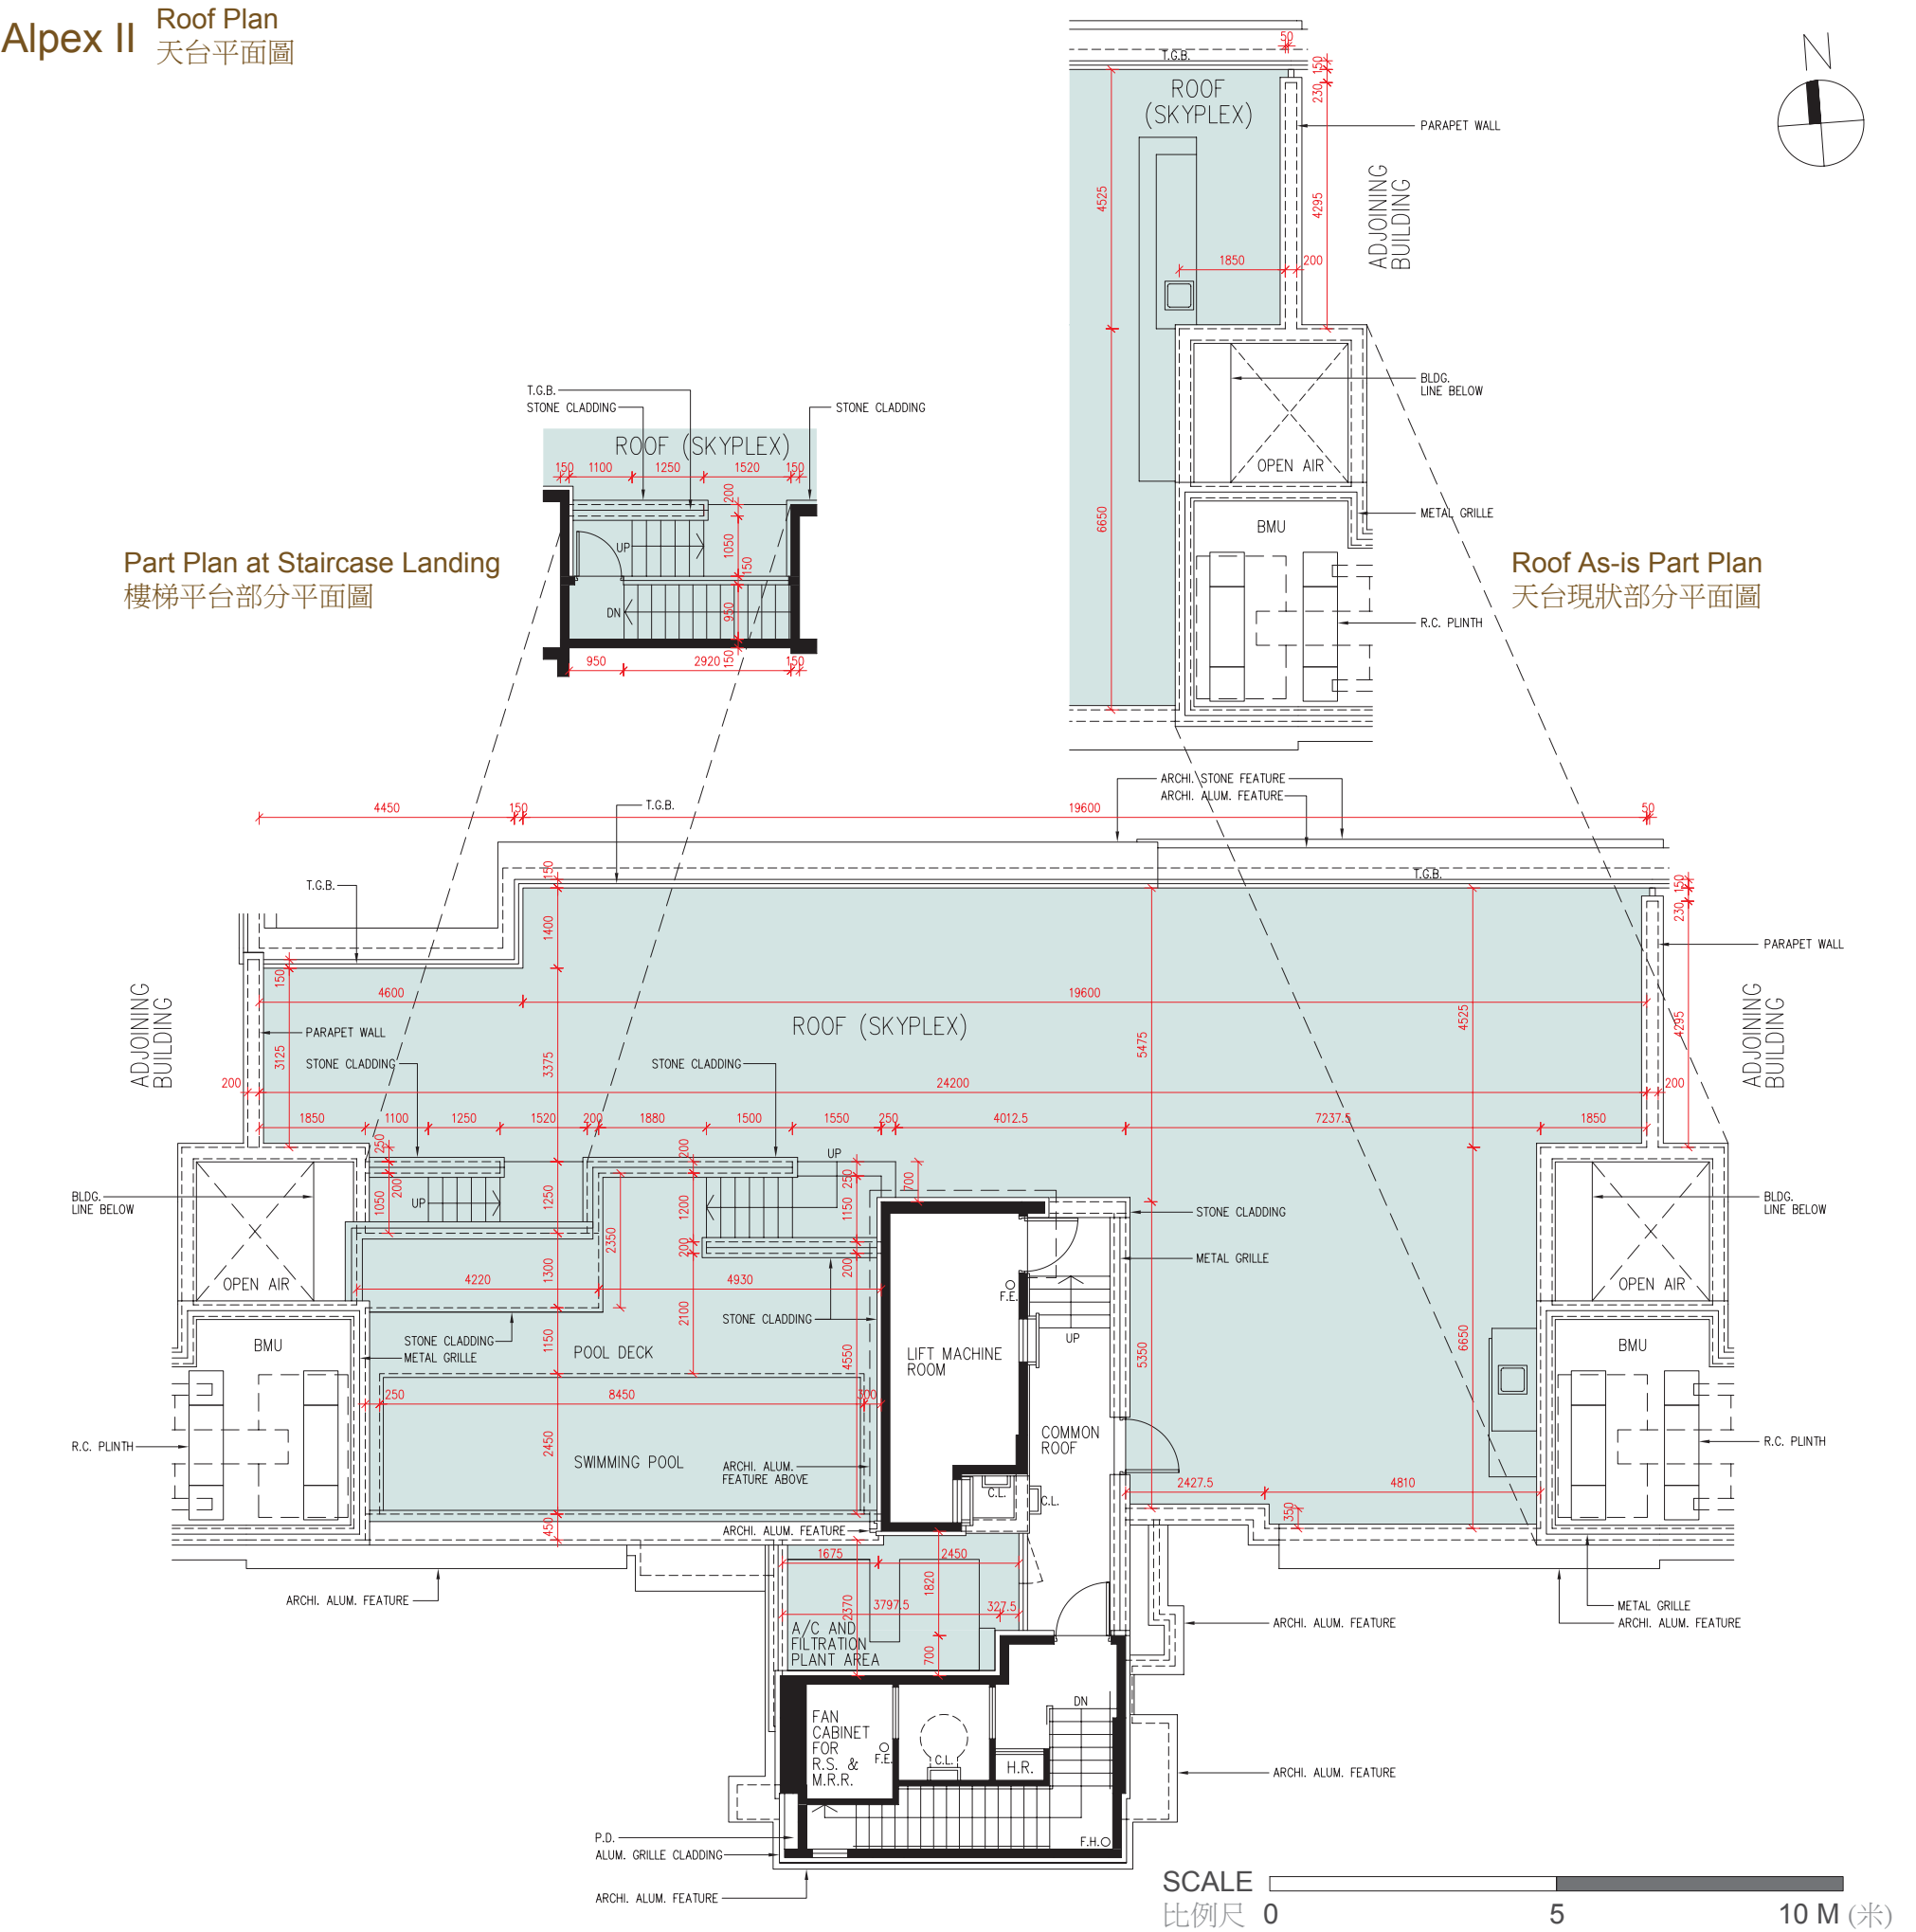 Alpex II
Roof Plan
天台平面圖
N
50
T.G.B.
150
ROOF
(SKYPLEX)
230
PARAPET WALL
4525
4295
ADJOINING
BUILDING
1850
200
BLDG.
LINE BELOW
OPEN AIR
METAL GRILLE
BMU
6650
R.C. PLINTH
Roof As-is Part Plan
天台現狀部分平面圖
T.G.B.
STONE CLADDING
STONE CLADDING
ROOF (SKYPLEX)
150
1100
1250
1520
150
200
UP
1050
150
DN
950
150
950
2920
150
Part Plan at Staircase Landing
樓梯平台部分平面圖
ARCHI. STONE FEATURE
ARCHI. ALUM. FEATURE
4450
150
T.G.B.
19600
50
T.G.B.
150
T.G.B.
150
230
1400
PARAPET WALL
150
4600
19600
ADJOINING
BUILDING
ROOF (SKYPLEX)
ADJOINING
BUILDING
PARAPET WALL
3125
STONE CLADDING
3375
STONE CLADDING
5475
4525
4295
200
24200
200
1850
1100
1250
1520
200
1880
1500
1550
250
4012.5
7237.5
1850
250
200
UP
250
700
BLDG.
LINE BELOW
1050
200
UP
1250
1200
1150
BLDG.
LINE BELOW
STONE CLADDING
2350
200
200
METAL GRILLE
OPEN AIR
4220
1300
4930
F.E.
OPEN AIR
STONE CLADDING
2100
STONE CLADDING
UP
BMU
METAL GRILLE
1150
POOL DECK
4550
LIFT MACHINE
ROOM
5350
6650
BMU
250
8450
300
R.C. PLINTH
2450
SWIMMING POOL
ARCHI. ALUM.
FEATURE ABOVE
COMMON
ROOF
R.C. PLINTH
C.L.
C.L.
2427.5
4810
350
450
ARCHI. ALUM. FEATURE
1675
2450
1820
ARCHI. ALUM. FEATURE
2370
3797.5
327.5
METAL GRILLE
ARCHI. ALUM. FEATURE
ARCHI. ALUM. FEATURE
A/C AND
FILTRATION
PLANT AREA
700
DN
FAN
CABINET
FOR
R.S. &
M.R.R.
F.E.
C.L.
H.R.
ARCHI. ALUM. FEATURE
P.D.
F.H.
ALUM. GRILLE CLADDING
ARCHI. ALUM. FEATURE
SCALE
比例尺 0 5 10 M (米)